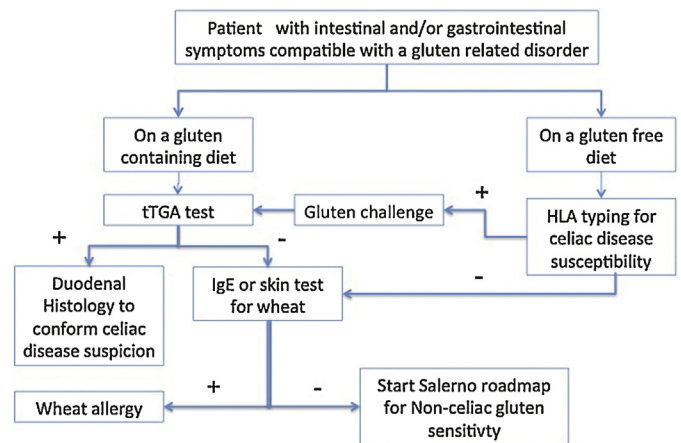 Patient with intestinal and/or gastrointestinal
symptoms compatible with a gluten related disorder
On a gluten
containing diet
On a gluten free
diet
tTGA test
Gluten challenge
+
HLA typing for
celiac disease
susceptibility
+
-
-
Duodenal
Histology to
conform celiac
disease suspicion
IgE or skin test
for wheat
+
-
Wheat allergy
Start Salerno roadmap
for Non-celiac gluten
sensitivty